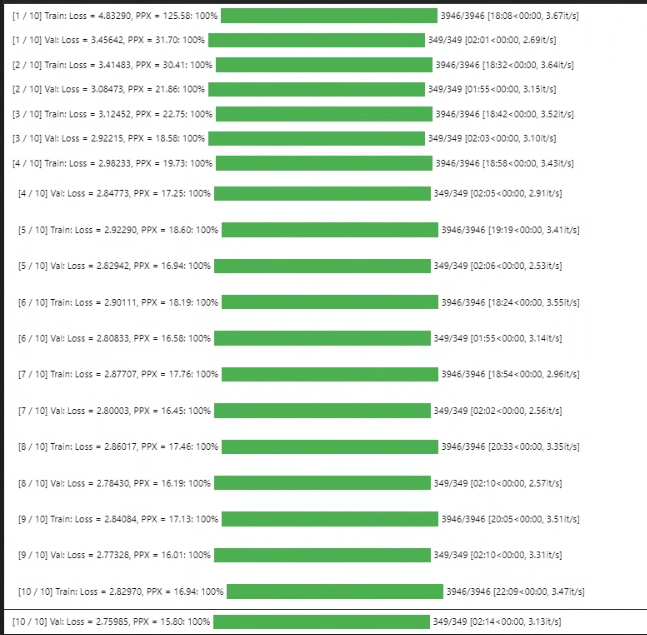 [1 / 10] Train: Loss = 4.83290, PPX = 125.58: 100% 3946/3946 [18:08<00:00, 3.67it/s]
[1 / 10] Val: Loss = 3.45642, PPX = 31.70: 100% 349/349 [02:01<00:00, 2.69it/s]
[2 / 10] Train: Loss = 3.41483, PPX = 30.41: 100% 3946/3946 [18:32<00:00, 3.64it/s]
[2 / 10] Val: Loss = 3.08473, PPX = 21.86: 100% 349/349 [01:55<00:00, 3.15it/s]
[3 / 10] Train: Loss = 3.12452, PPX = 22.75: 100% 3946/3946 [18:42<00:00, 3.52it/s]
[3 / 10] Val: Loss = 2.92215, PPX = 18.58: 100% 349/349 [02:03<00:00, 3.10it/s]
[4 / 10] Train: Loss = 2.98233, PPX = 19.73: 100% 3946/3946 [18:58<00:00, 3.43it/s]
[4 / 10] Val: Loss = 2.84773, PPX = 17.25: 100% 349/349 [02:05<00:00, 2.91it/s]
[5 / 10] Train: Loss = 2.92290, PPX = 18.60: 100% 3946/3946 [19:19<00:00, 3.41it/s]
[5 / 10] Val: Loss = 2.82942, PPX = 16.94: 100% 349/349 [02:06<00:00, 2.53it/s]
[6 / 10] Train: Loss = 2.90111, PPX = 18.19: 100% 3946/3946 [18:24<00:00, 3.55it/s]
[6 / 10] Val: Loss = 2.80833, PPX = 16.58: 100% 349/349 [01:55<00:00, 3.14it/s]
[7 / 10] Train: Loss = 2.87707, PPX = 17.76: 100% 3946/3946 [18:54<00:00, 2.96it/s]
[7 / 10] Val: Loss = 2.80003, PPX = 16.45: 100% 349/349 [02:02<00:00, 2.56it/s]
[8 / 10] Train: Loss = 2.86017, PPX = 17.46: 100% 3946/3946 [20:33<00:00, 3.35it/s]
[8 / 10] Val: Loss = 2.78430, PPX = 16.19: 100% 349/349 [02:10<00:00, 2.57it/s]
[9 / 10] Train: Loss = 2.84084, PPX = 17.13: 100% 3946/3946 [20:05<00:00, 3.51it/s]
[9 / 10] Val: Loss = 2.77328, PPX = 16.01: 100% 349/349 [02:10<00:00, 3.31it/s]
[10 / 10] Train: Loss = 2.82970, PPX = 16.94: 100% 3946/3946 [22:09<00:00, 3.47it/s]
[10 / 10] Val: Loss = 2.75985, PPX = 15.80: 100% 349/349 [02:14<00:00, 3.13it/s]